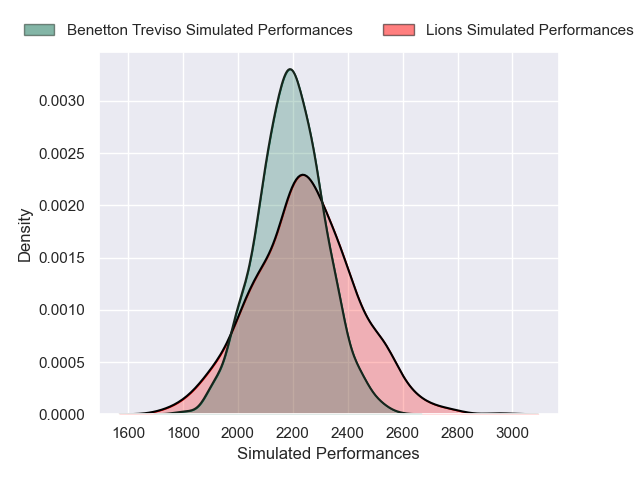 Benetton Treviso Simulated Performances
Lions Simulated Performances
0.0030
0.0025
0.0020
0.0015
0.0010
0.0005
0.0000
Density
1600 1800 2000 2200 2400 2600 2800 3000
Simulated Performances